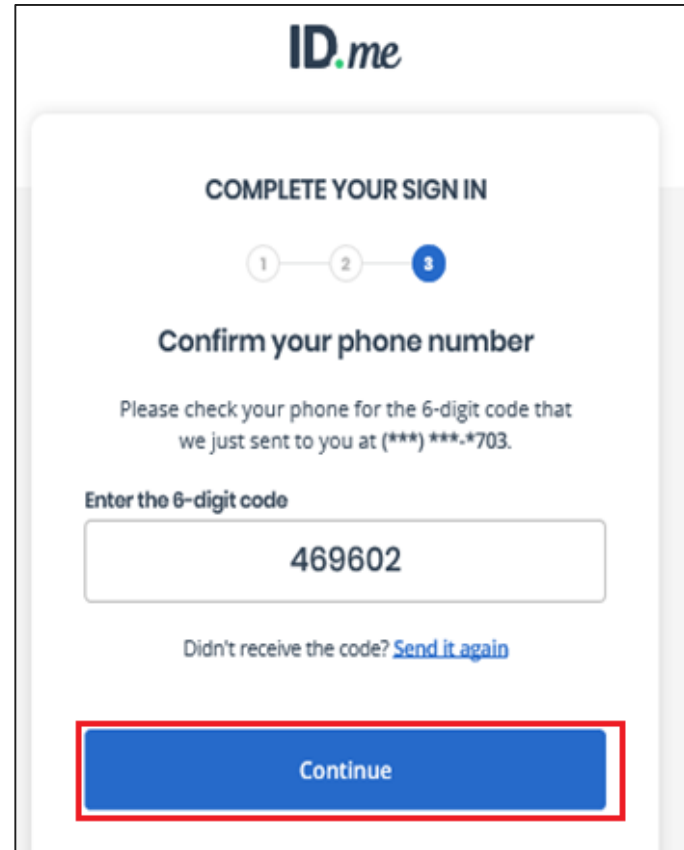 ID.me
COMPLETE YOUR SIGN IN
1 2 3
Confirm your phone number
Please check your phone for the 6-digit code that
we just sent to you at (***) ***-*703.
Enter the 6-digit code
469602
Didn't receive the code? Send it again
Continue